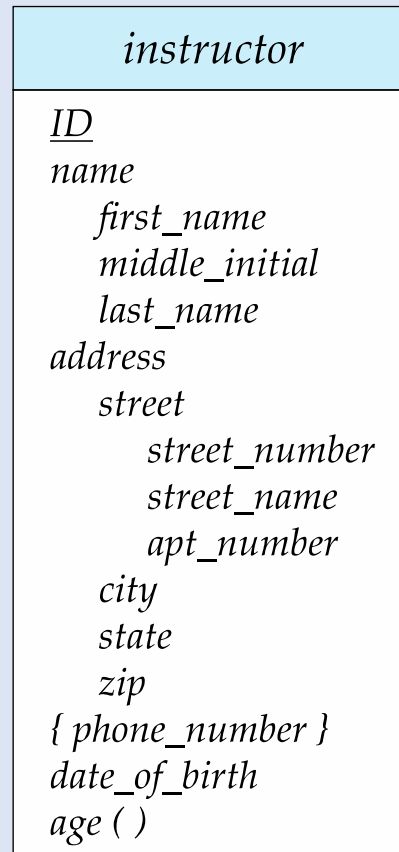 instructor
ID
name
first_name
middle_initial
last_name
address
street
street_number
street_name
apt_number
city
state
zip
{ phone_number }
date_of_birth
age ( )